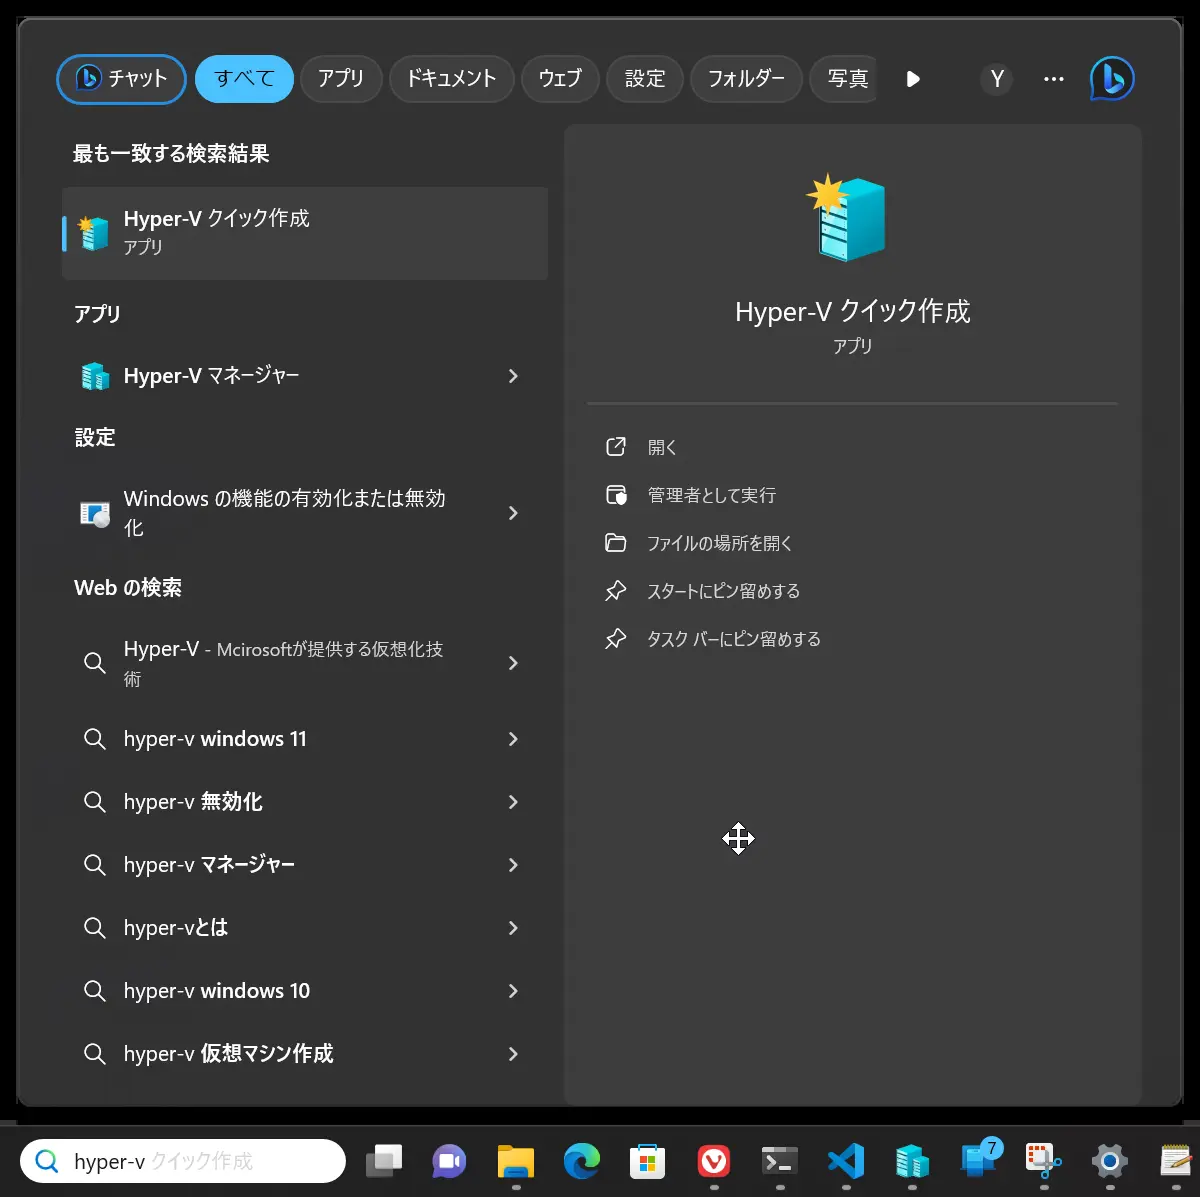 チャット すべて アプリ ドキュメント ウェブ 設定 フォルダー 写真 Y
最も一致する検索結果
Hyper-V クイック作成
アプリ
アプリ
Hyper-V マネージャー
設定
Windows の機能の有効化または無効
化
Web の検索
Hyper-V - Mcirosoftが提供する仮想化技
術
hyper-v windows 11
hyper-v 無効化
hyper-v マネージャー
hyper-vとは
hyper-v windows 10
hyper-v 仮想マシン作成
Hyper-V クイック作成
アプリ
開く
管理者として実行
ファイルの場所を開く
スタートにピン留めする
タスク バーにピン留めする
hyper-v クイック作成
7